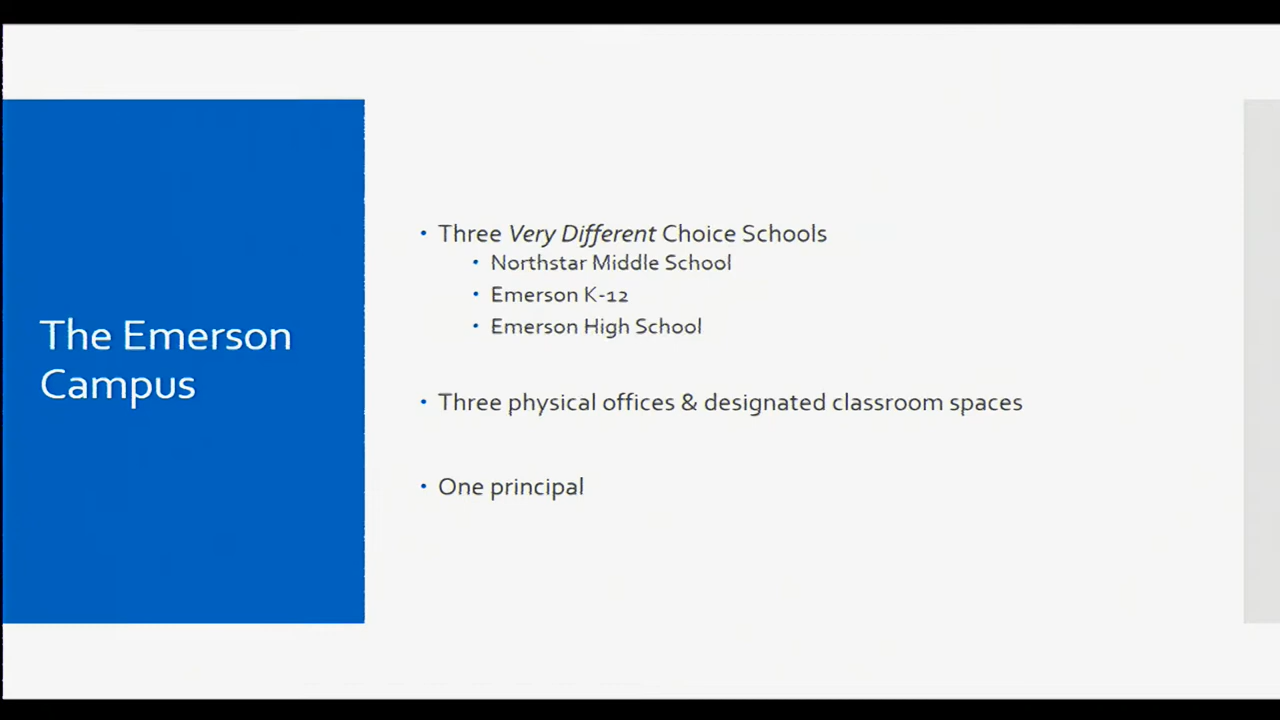 The Emerson
Campus
• Three Very Different Choice Schools
• Northstar Middle School
• Emerson K-12
• Emerson High School
• Three physical offices & designated classroom spaces
• One principal